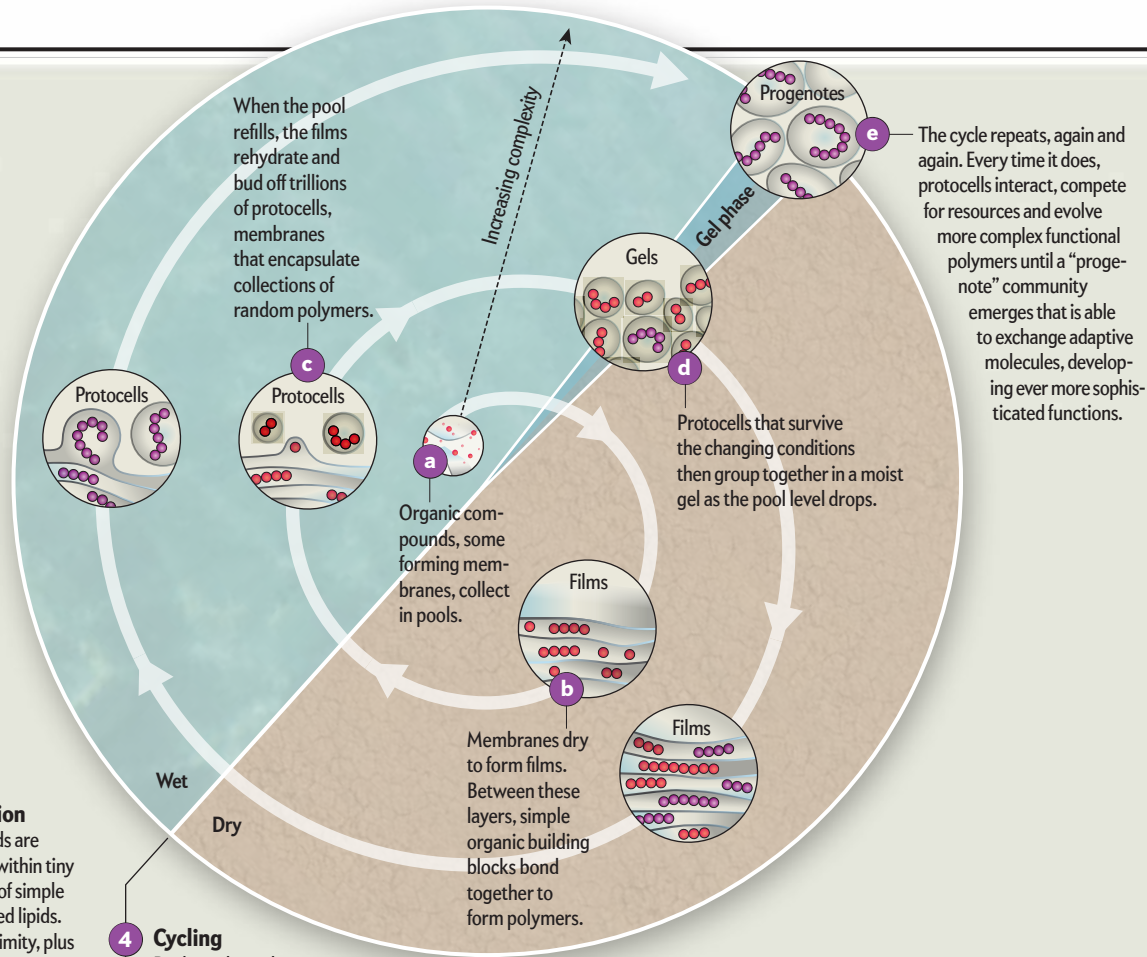 When the pool
refills, the films
rehydrate and
bud off trillions
of protocells,
membranes
that encapsulate
collections of
random polymers.
c
Protocells
Protocells
Increasing complexity
a
Organic com-
pounds, some
forming mem-
branes, collect
in pools.
Gel phase
Gels
d
Protocells that survive
the changing conditions
then group together in a moist
gel as the pool level drops.
Progenotes
e
The cycle repeats, again and
again. Every time it does,
protocells interact, compete
for resources and evolve
more complex functional
polymers until a “proge-
note” community
emerges that is able
to exchange adaptive
molecules, develop-
ing ever more sophis-
ticated functions.
Films
b
Membranes dry
to form films.
Between these
layers, simple
organic building
blocks bond
together to
form polymers.
Films
Wet
Dry
ion
ds are
within tiny
of simple
ed lipids.
imity, plus
4 Cycling